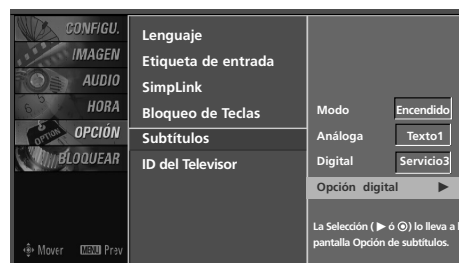 CONFIGU.
IMAGEN
AUDIO
HORA
OPCIÓN
BLOQUEAR
Mover MENU Prev
Lenguaje
Etiqueta de entrada
SimpLink
Bloqueo de Teclas
Subtítulos
ID del Televisor
Modo Encendido
Análoga Texto1
Digital Servicio3
Opción digital ▶
La Selección ( ▶ ó ⊙) lo lleva a
pantalla Opción de subtítulos.